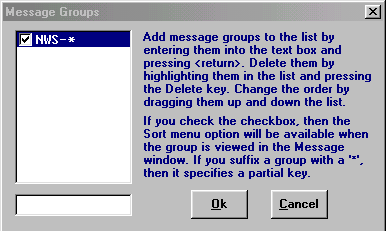 Message Groups
NWS-*
Add message groups to the list by
entering them into the text box and
pressing <return>. Delete them by
highlighting them in the list and pressing
the Delete key. Change the order by
dragging them up and down the list.
If you check the checkbox, then the
Sort menu option will be available when
the group is viewed in the Message
window. If you suffix a group with a '*',
then it specifies a partial key.
Ok
Cancel